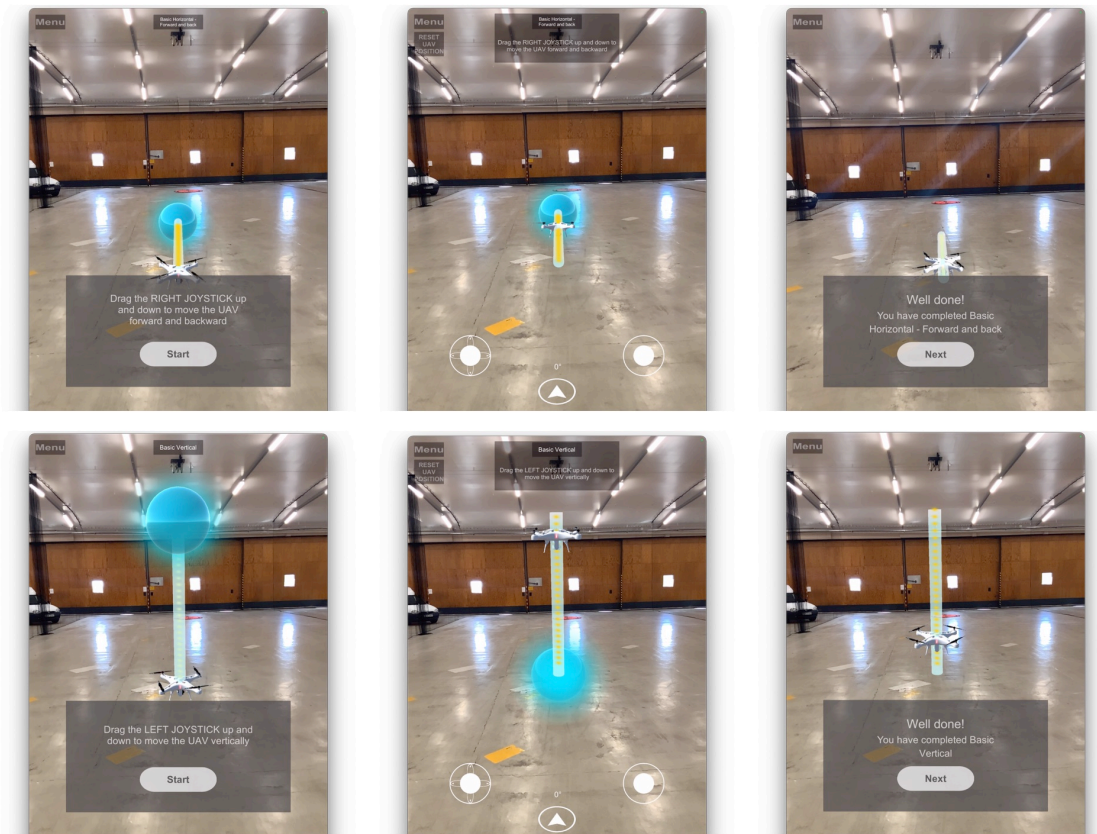 Menu
Basic Horizontal -
Forward and back
Drag the RIGHT JOYSTICK up
and down to move the UAV
forward and backward
Start
Menu
RESET
UAV
POSITION
Basic Horizontal -
Forward and back
Drag the RIGHT JOYSTICK up and down to
move the UAV forward and backward
0°
Menu
Well done!
You have completed Basic
Horizontal - Forward and back
Next
Menu
Basic Vertical
Drag the LEFT JOYSTICK up and
down to move the UAV vertically
Start
Menu
RESET
UAV
POSITION
Basic Vertical
Drag the LEFT JOYSTICK up and down to
move the UAV vertically
0°
Menu
Well done!
You have completed Basic
Vertical
Next